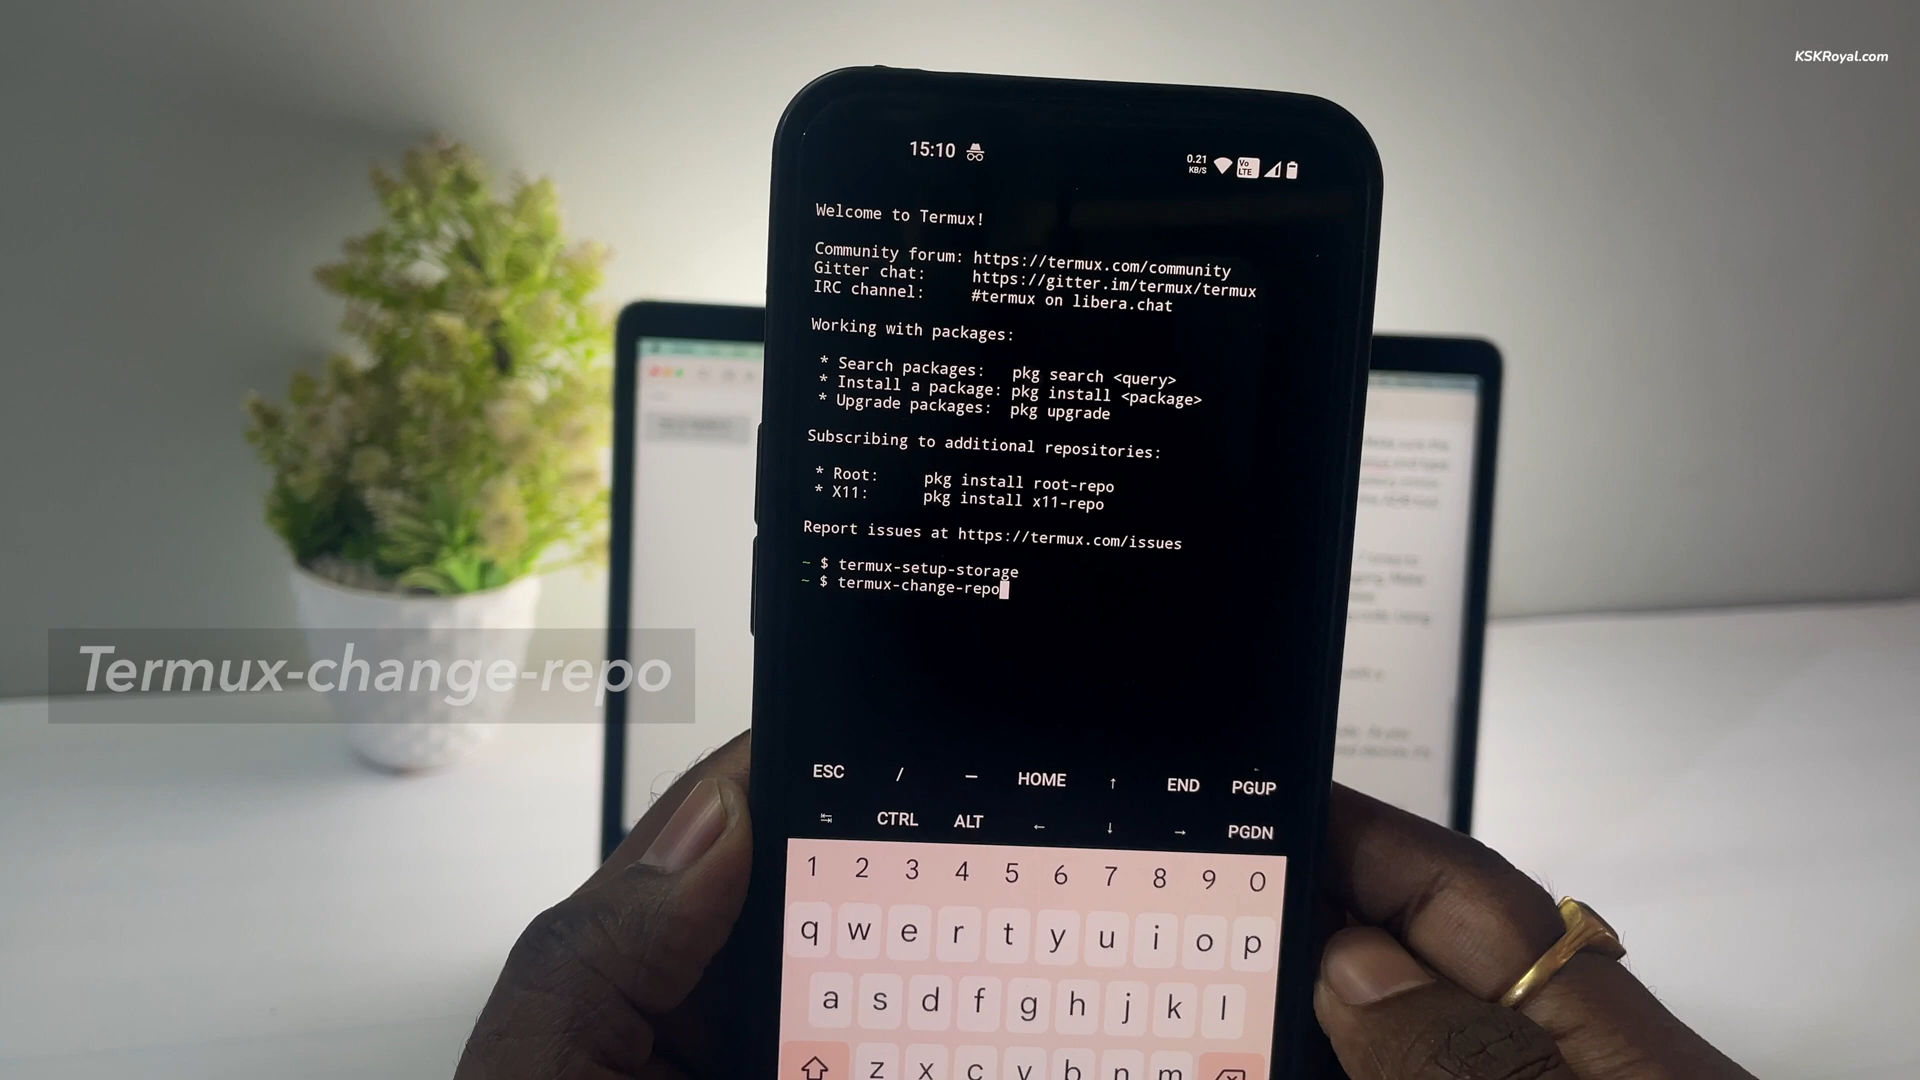 KSKRoyal.com
15:10
0.21
KB/S
Vo
LTE
Welcome to Termux!
Community forum: https://termux.com/community
Gitter chat: https://gitter.im/termux/termux
IRC channel: #termux on libera.chat
Working with packages:
* Search packages: pkg search <query>
* Install a package: pkg install <package>
* Upgrade packages: pkg upgrade
Subscribing to additional repositories:
* Root: pkg install root-repo
* X11: pkg install x11-repo
Report issues at https://termux.com/issues
~ $ termux-setup-storage
~ $ termux-change-repo
Termux-change-repo
ESC / — HOME ↑ END PGUP
CTRL ALT ← ↓ → PGDN
1 2 3 4 5 6 7 8 9 0
q w e r t y u i o p
a s d f g h j k l
z x c v b n m